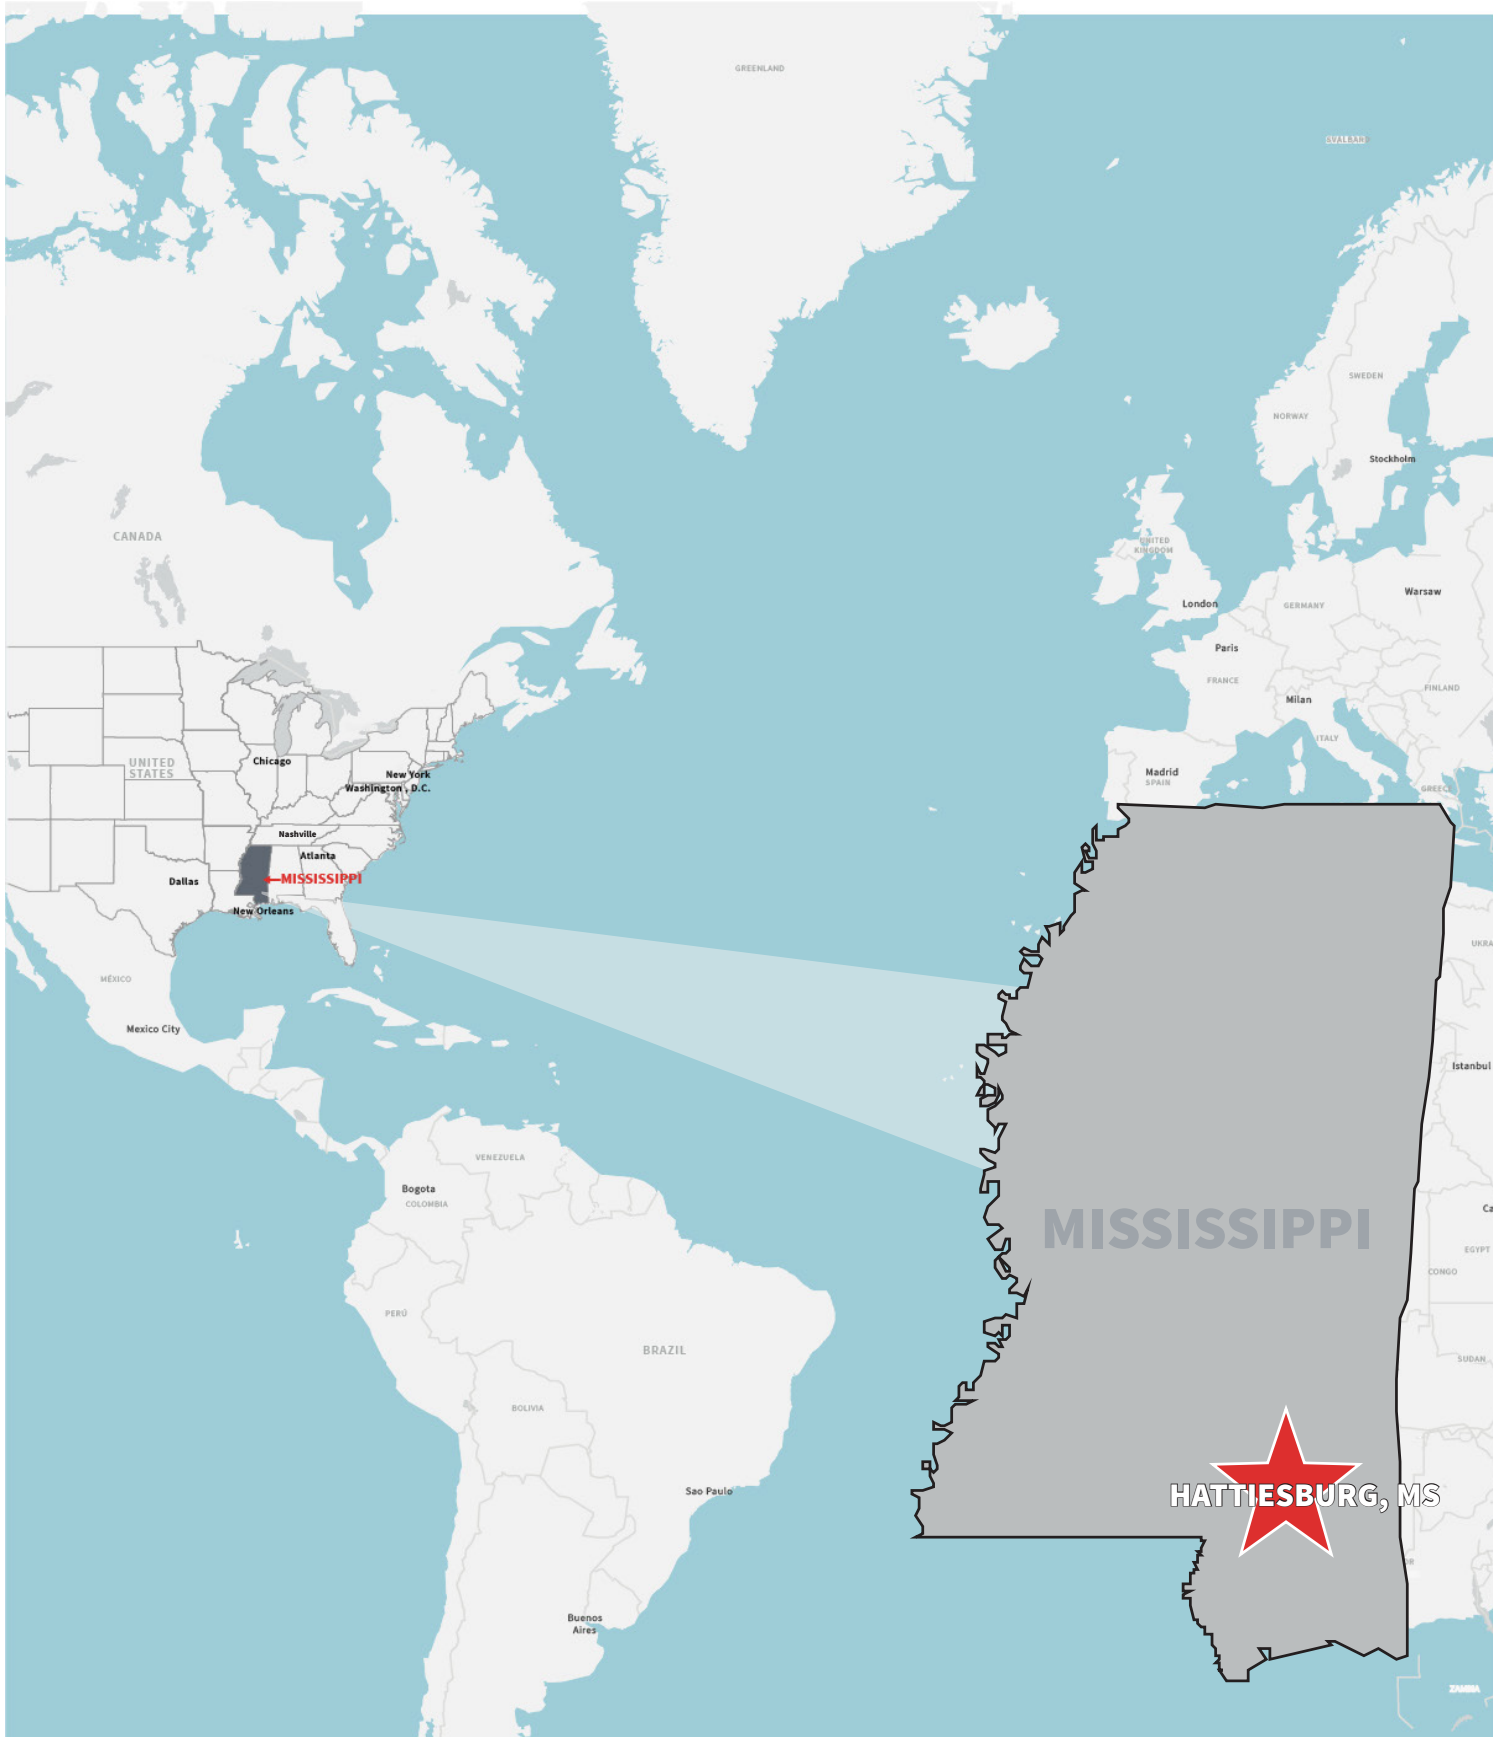 GREENLAND
SVALBARD
SWEDEN
NORWAY
Stockholm
CANADA
UNITED
KINGDOM
London
GERMANY
Warsaw
Paris
FRANCE
FINLAND
Milan
ITALY
UNITED
STATES
Chicago
New York
Washington, D.C.
Madrid
SPAIN
GREECE
Nashville
Atlanta
Dallas
MISSISSIPPI
New Orleans
UKRA
MÉXICO
Mexico City
Istanbul
VENEZUELA
Bogota
COLOMBIA
Ca
MISSISSIPPI
EGYPT
CONGO
PERÚ
BRAZIL
SUDAN
BOLIVIA
Sao Paulo
HATTIESBURG, MS
Buenos
Aires
ZAMBIA